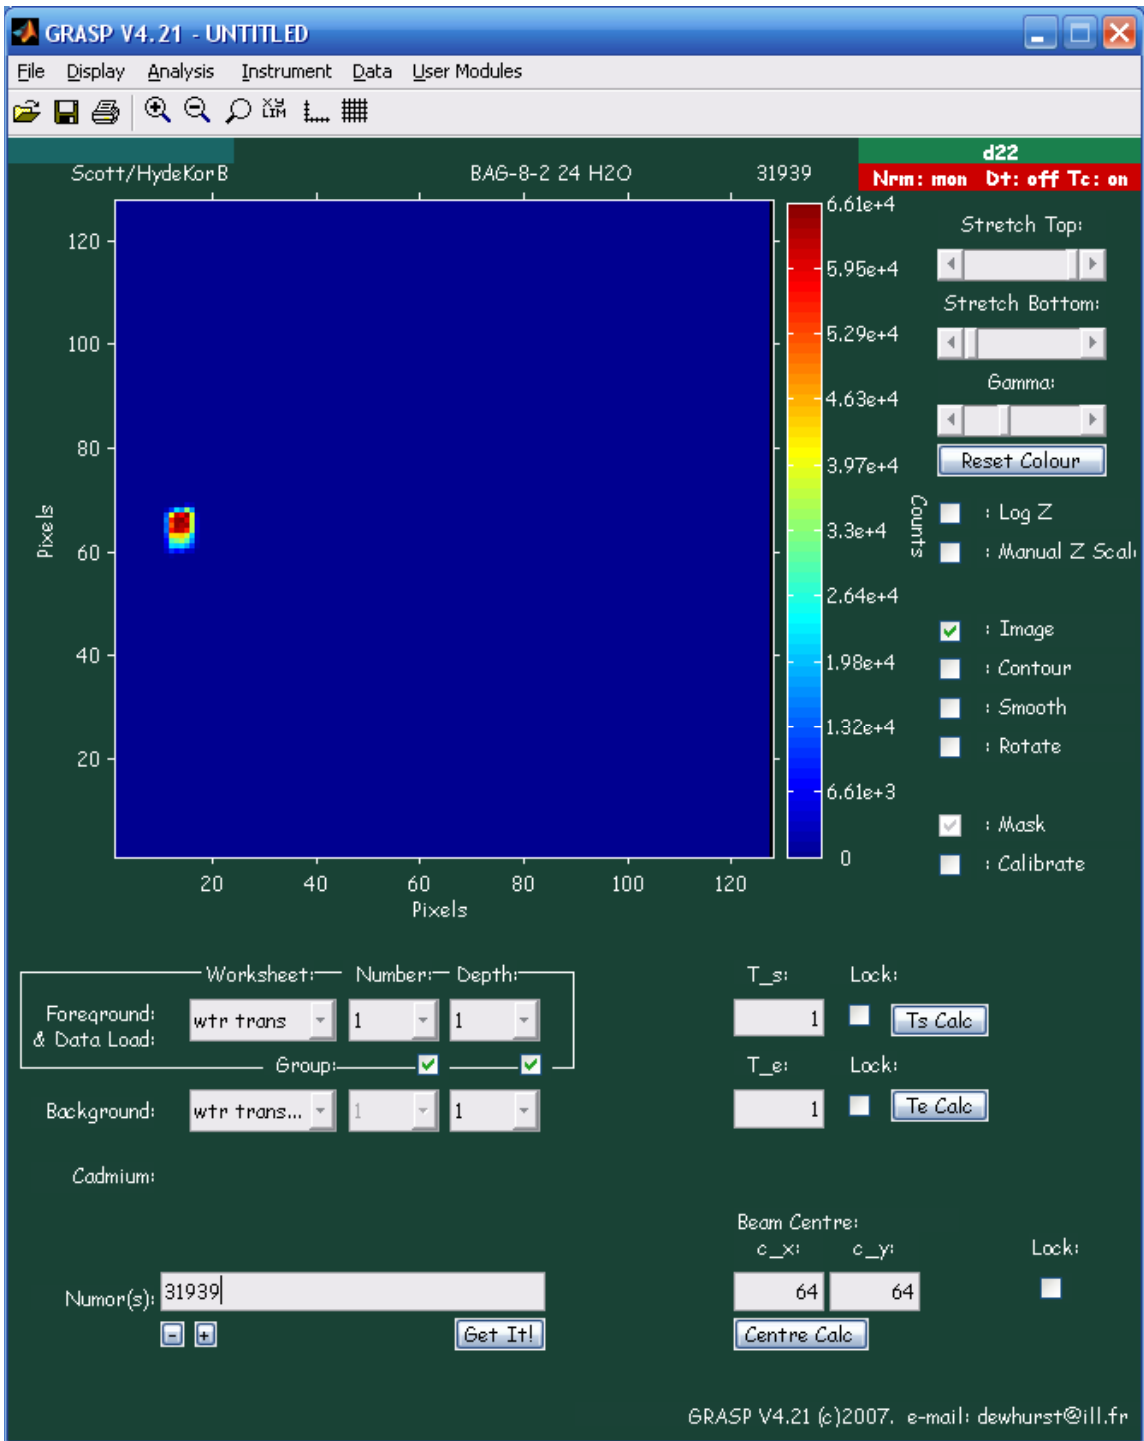 GRASP V4.21 - UNTITLED
File Display Analysis Instrument Data User Modules
XY LIM
d22
Scott/HydeKorB BAG-8-2 24 H2O 31939 Nrm: mon Dt: off Tc: on
6.61e+4
5.95e+4
5.29e+4
4.63e+4
3.97e+4
3.3e+4
2.64e+4
1.98e+4
1.32e+4
6.61e+3
0
Counts
120
100
80
60
40
20
Pixels
20 40 60 80 100 120
Pixels
Stretch Top:
Stretch Bottom:
Gamma:
Reset Colour
: Log Z
: Manual Z Scal
: Image
: Contour
: Smooth
: Rotate
: Mask
: Calibrate
Worksheet: Number: Depth:
Foreground:
& Data Load:
wtr trans 1 1
Group:
Background: wtr trans... 1 1
Cadmium:
T_s: Lock:
1 Ts Calc
T_e: Lock:
1 Te Calc
Beam Centre:
c_x: c_y: Lock:
64 64
Centre Calc
Numor(s): 31939
- + Get It!
GRASP V4.21 (c)2007. e-mail: dewhurst@ill.fr